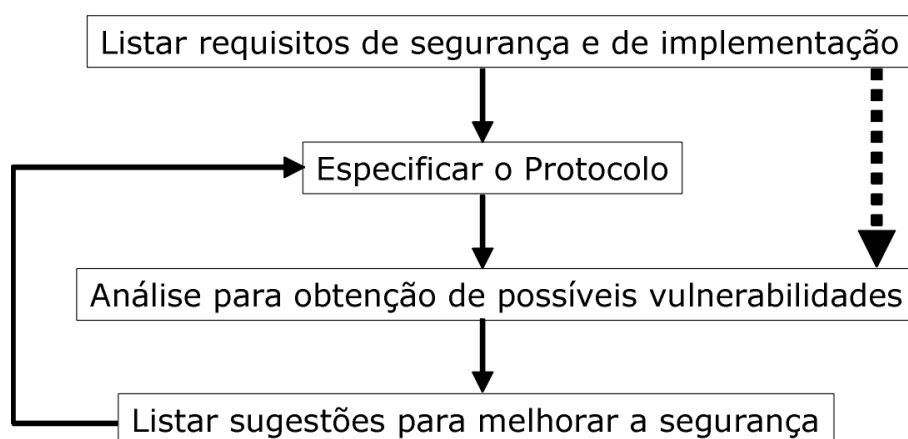 Listar requisitos de segurança e de implementação
Especificar o Protocolo
Análise para obtenção de possíveis vulnerabilidades
Listar sugestões para melhorar a segurança